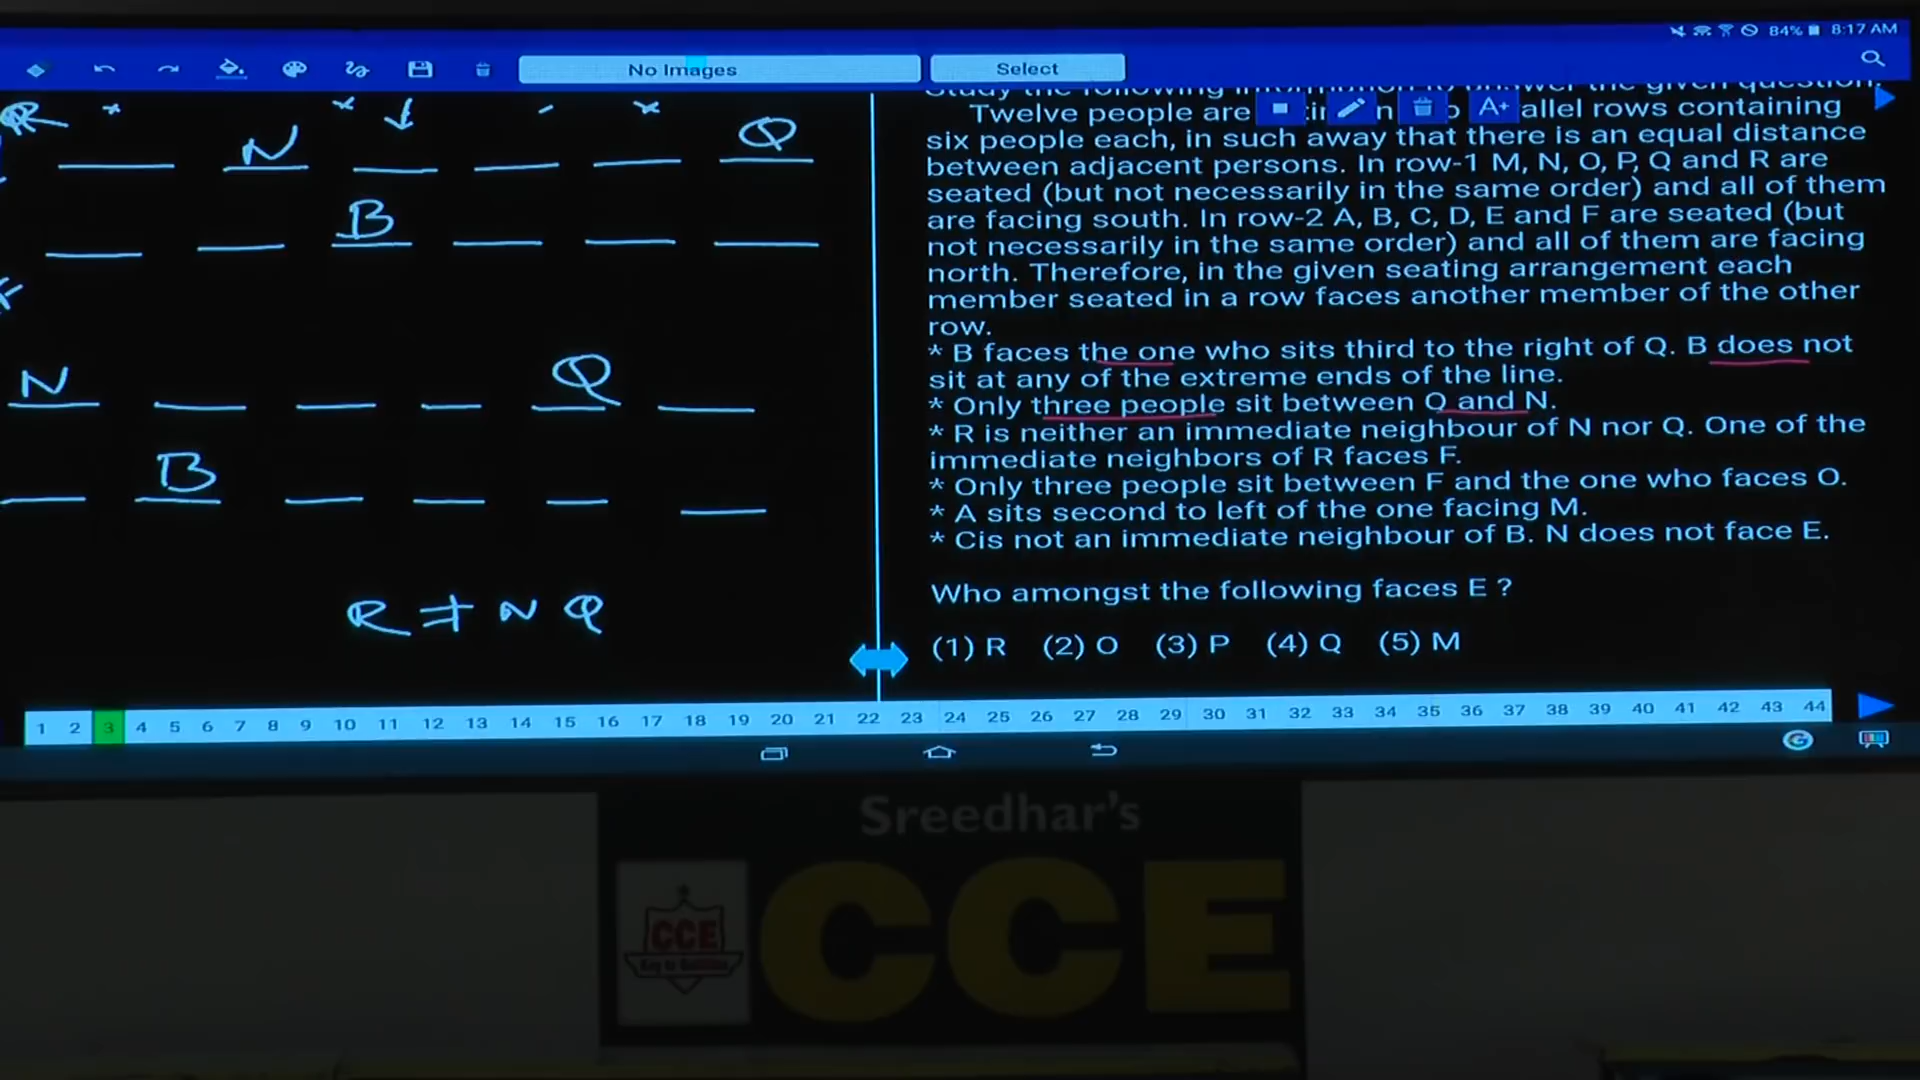 84% 8:17 AM
No Images
Select
Study the following information to answer the given question.
Twelve people are allel rows containing
A+
six people each, in such away that there is an equal distance
between adjacent persons. In row-1 M, N, O, P, Q and R are
seated (but not necessarily in the same order) and all of them
are facing south. In row-2 A, B, C, D, E and F are seated (but
not necessarily in the same order) and all of them are facing
north. Therefore, in the given seating arrangement each
member seated in a row faces another member of the other
row.
* B faces the one who sits third to the right of Q. B does not
sit at any of the extreme ends of the line.
* Only three people sit between Q and N.
* R is neither an immediate neighbour of N nor Q. One of the
immediate neighbors of R faces F.
* Only three people sit between F and the one who faces O.
* A sits second to left of the one facing M.
* Cis not an immediate neighbour of B. N does not face E.
Who amongst the following faces E ?
(1) R (2) O (3) P (4) Q (5) M
R
N Q
B
N Q
B
R ≠ N Q
1 2 3 4 5 6 7 8 9 10 11 12 13 14 15 16 17 18 19 20 21 22 23 24 25 26 27 28 29 30 31 32 33 34 35 36 37 38 39 40 41 42 43 44
Sreedhar's
CCE
CCE